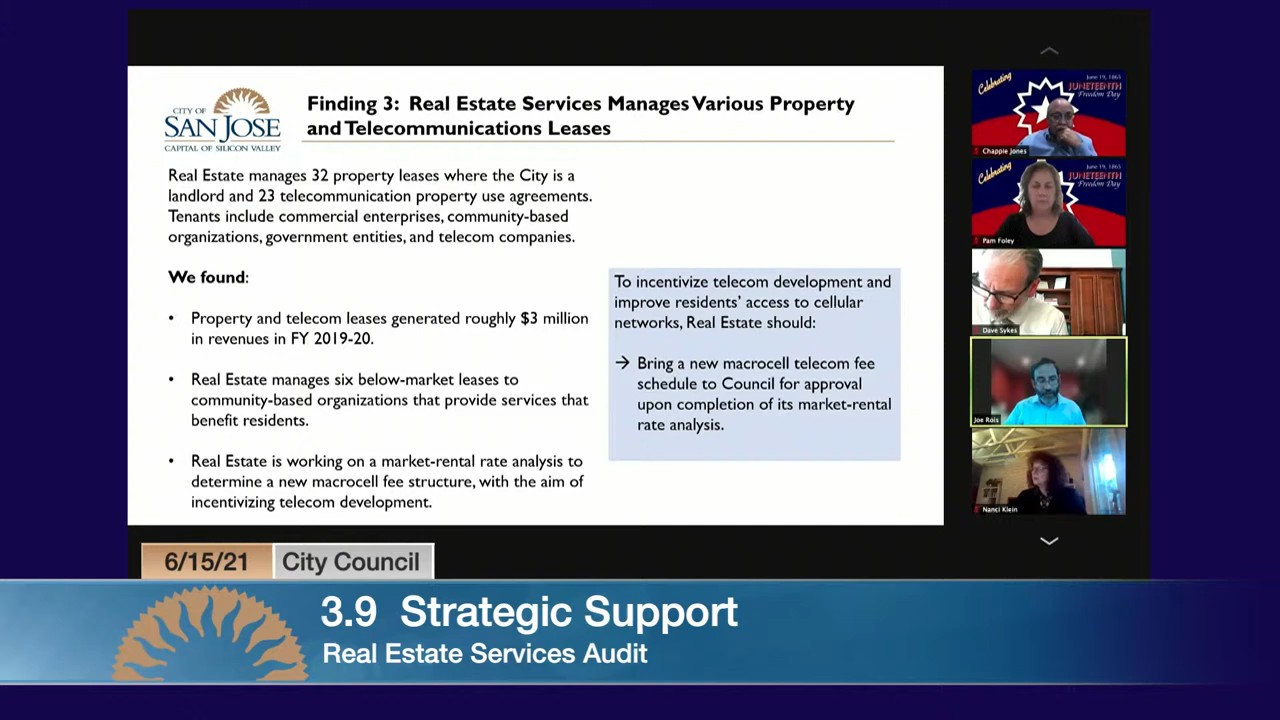 CITY OF
SAN JOSE
CAPITAL OF SILICON VALLEY
Finding 3: Real Estate Services Manages Various Property
and Telecommunications Leases
Real Estate manages 32 property leases where the City is a
landlord and 23 telecommunication property use agreements.
Tenants include commercial enterprises, community-based
organizations, government entities, and telecom companies.
We found:
• Property and telecom leases generated roughly $3 million
in revenues in FY 2019-20.
• Real Estate manages six below-market leases to
community-based organizations that provide services that
benefit residents.
• Real Estate is working on a market-rental rate analysis to
determine a new macrocell fee structure, with the aim of
incentivizing telecom development.
To incentivize telecom development and
improve residents' access to cellular
networks, Real Estate should:
→ Bring a new macrocell telecom fee
schedule to Council for approval
upon completion of its market-rental
rate analysis.
Celebrating
June 19, 1865
JUNETEENTH
Freedom Day
Chappie Jones
Celebrating
June 19, 1865
JUNETEENTH
Freedom Day
Pam Foley
Dave Sykes
Joe Rois
Nanci Klein
6/15/21 City Council
3.9 Strategic Support
Real Estate Services Audit